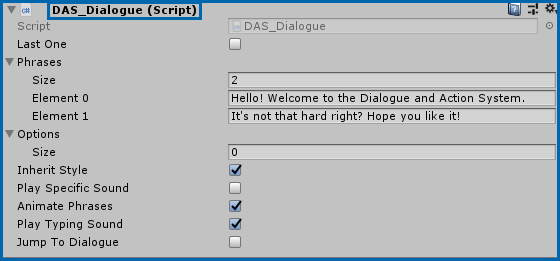 DAS_Dialogue (Script)
Script DAS_Dialogue
Last One
Phrases
Size 2
Element 0 Hello! Welcome to the Dialogue and Action System.
Element 1 It's not that hard right? Hope you like it!
Options
Size 0
Inherit Style
Play Specific Sound
Animate Phrases
Play Typing Sound
Jump To Dialogue